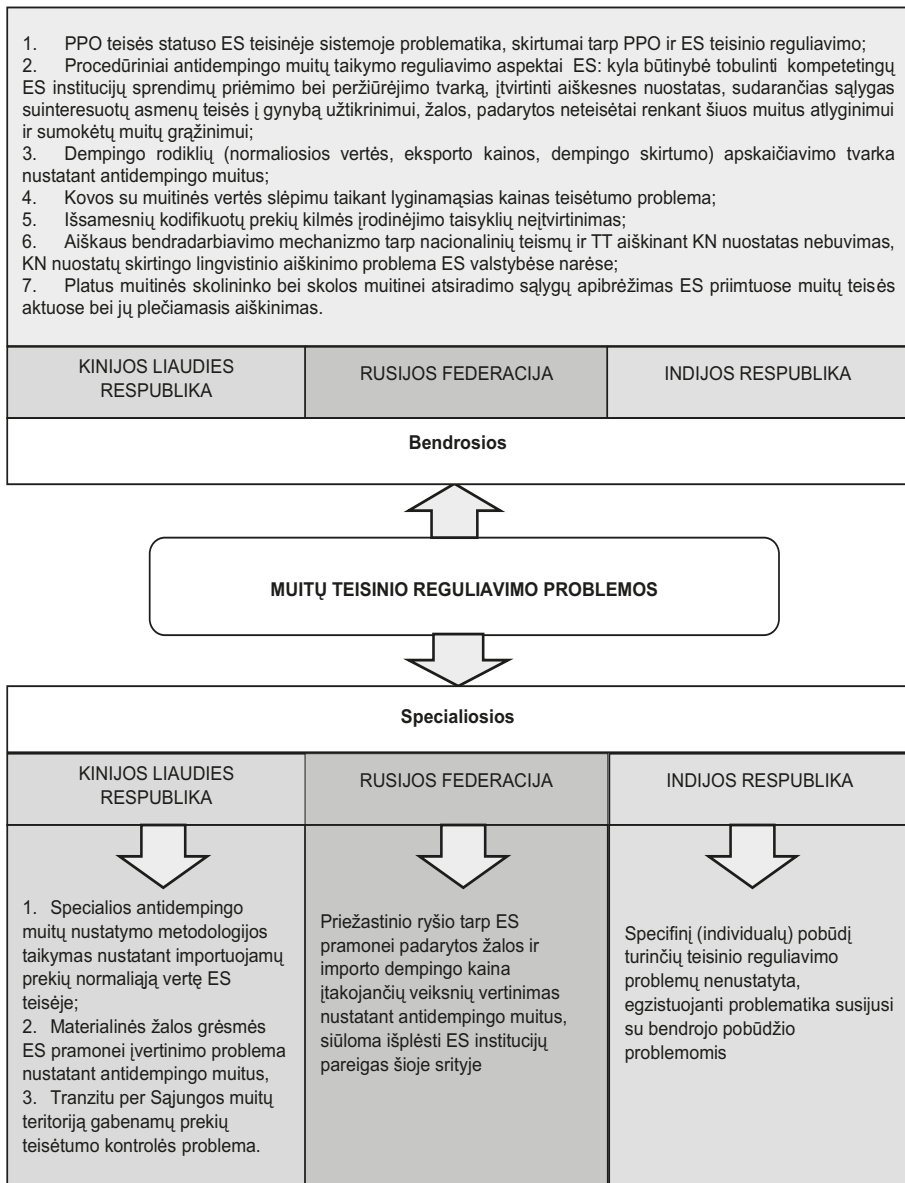 1. PPO teisės statuso ES teisinėje sistemoje problematika, skirtumai tarp PPO ir ES teisinio reguliavimo;
2. Procedūriniai antidempingo muitų taikymo reguliavimo aspektai ES: kyla būtinybė tobulinti kompetetingų
ES institucijų sprendimų priėmimo bei peržiūrėjimo tvarką, įtvirtinti aiškesnes nuostatas, sudarančias sąlygas
suinteresuotų asmenų teisės į gynybą užtikrinimui, žalos, padarytos neteisėtai renkant šiuos muitus atlyginimui
ir sumokėtų muitų grąžinimui;
3. Dempingo rodiklių (normaliosios vertės, eksporto kainos, dempingo skirtumo) apskaičiavimo tvarka
nustatant antidempingo muitus;
4. Kovos su muitinės vertės slėpimu taikant lyginamąsias kainas teisėtumo problema;
5. Išsamesnių kodifikuotų prekių kilmės įrodinėjimo taisyklių neįtvirtinimas;
6. Aiškaus bendradarbiavimo mechanizmo tarp nacionalinių teismų ir TT aiškinant KN nuostatas nebuvimas,
KN nuostatų skirtingo lingvistinio aiškinimo problema ES valstybėse narėse;
7. Platus muitinės skolininko bei skolos muitinei atsiradimo sąlygų apibrėžimas ES priimtuose muitų teisės
aktuose bei jų plečiamasis aiškinimas.
KINIJOS LIAUDIES
RESPUBLIKA
RUSIJOS FEDERACIJA
INDIJOS RESPUBLIKA
Bendrosios
MUITŲ TEISINIO REGULIAVIMO PROBLEMOS
Specialiosios
KINIJOS LIAUDIES
RESPUBLIKA
RUSIJOS FEDERACIJA
INDIJOS RESPUBLIKA
1. Specialios antidempingo
muitų nustatymo metodologijos
taikymas nustatant importuojamų
prekių normaliąją vertę ES
teisėje;
2. Materialinės žalos grėsmės
ES pramonei įvertinimo problema
nustatant antidempingo muitus,
3. Tranzitu per Sąjungos muitų
teritoriją gabenamų prekių
teisėtumo kontrolės problema.
Priežastinio ryšio tarp ES
pramonei padarytos žalos ir
importo dempingo kaina
įtakojančių veiksnių vertinimas
nustatant antidempingo muitus,
siūloma išplėsti ES institucijų
pareigas šioje srityje
Specifinį (individualų) pobūdį
turinčių teisinio reguliavimo
problemų nenustatyta,
egzistuojanti problematika susijusi
su bendrojo pobūdžio
problemomis